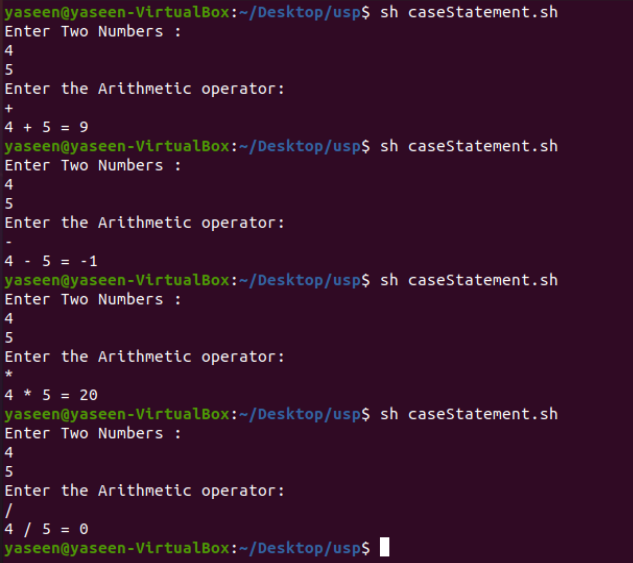 yaseen@yaseen-VirtualBox:~/Desktop/usp$ sh caseStatement.sh
Enter Two Numbers :
4
5
Enter the Arithmetic operator:
+
4 + 5 = 9
yaseen@yaseen-VirtualBox:~/Desktop/usp$ sh caseStatement.sh
Enter Two Numbers :
4
5
Enter the Arithmetic operator:
-
4 - 5 = -1
yaseen@yaseen-VirtualBox:~/Desktop/usp$ sh caseStatement.sh
Enter Two Numbers :
4
5
Enter the Arithmetic operator:
*
4 * 5 = 20
yaseen@yaseen-VirtualBox:~/Desktop/usp$ sh caseStatement.sh
Enter Two Numbers :
4
5
Enter the Arithmetic operator:
/
4 / 5 = 0
yaseen@yaseen-VirtualBox:~/Desktop/usp$